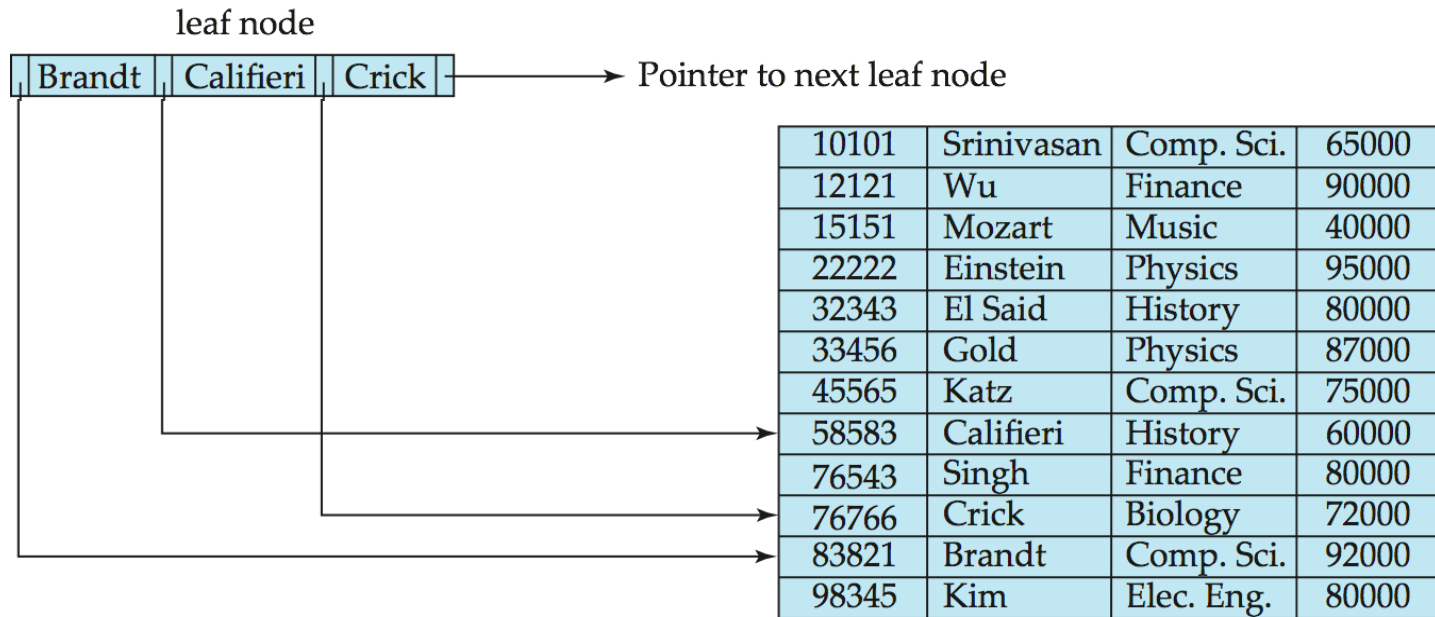 leaf node
Brandt Califieri Crick Pointer to next leaf node
10101 Srinivasan Comp. Sci. 65000
12121 Wu Finance 90000
15151 Mozart Music 40000
22222 Einstein Physics 95000
32343 El Said History 80000
33456 Gold Physics 87000
45565 Katz Comp. Sci. 75000
58583 Califieri History 60000
76543 Singh Finance 80000
76766 Crick Biology 72000
83821 Brandt Comp. Sci. 92000
98345 Kim Elec. Eng. 80000